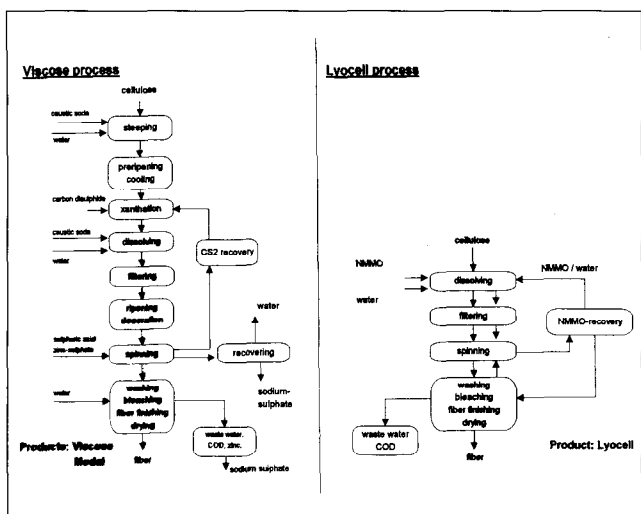 Viscose process
cellulose
caustic soda
water
steeping
preripening
cooling
carbon disulphide
xanthation
caustic soda
water
dissolving
CS2 recovery
filtering
ripening
deaeration
sulphuric acid
zinc-sulphate
spinning
water
recovering
sodium-
sulphate
water
washing
bleaching
fiber finishing
drying
waste water,
COD, zinc,
sodium sulphate
Products: Viscose
Modal
fiber
Lyocell process
cellulose
NMMO
water
dissolving
NMMO / water
filtering
NMMO-recovery
spinning
washing
bleaching
fiber finishing
drying
waste water
COD
fiber
Product: Lyocell